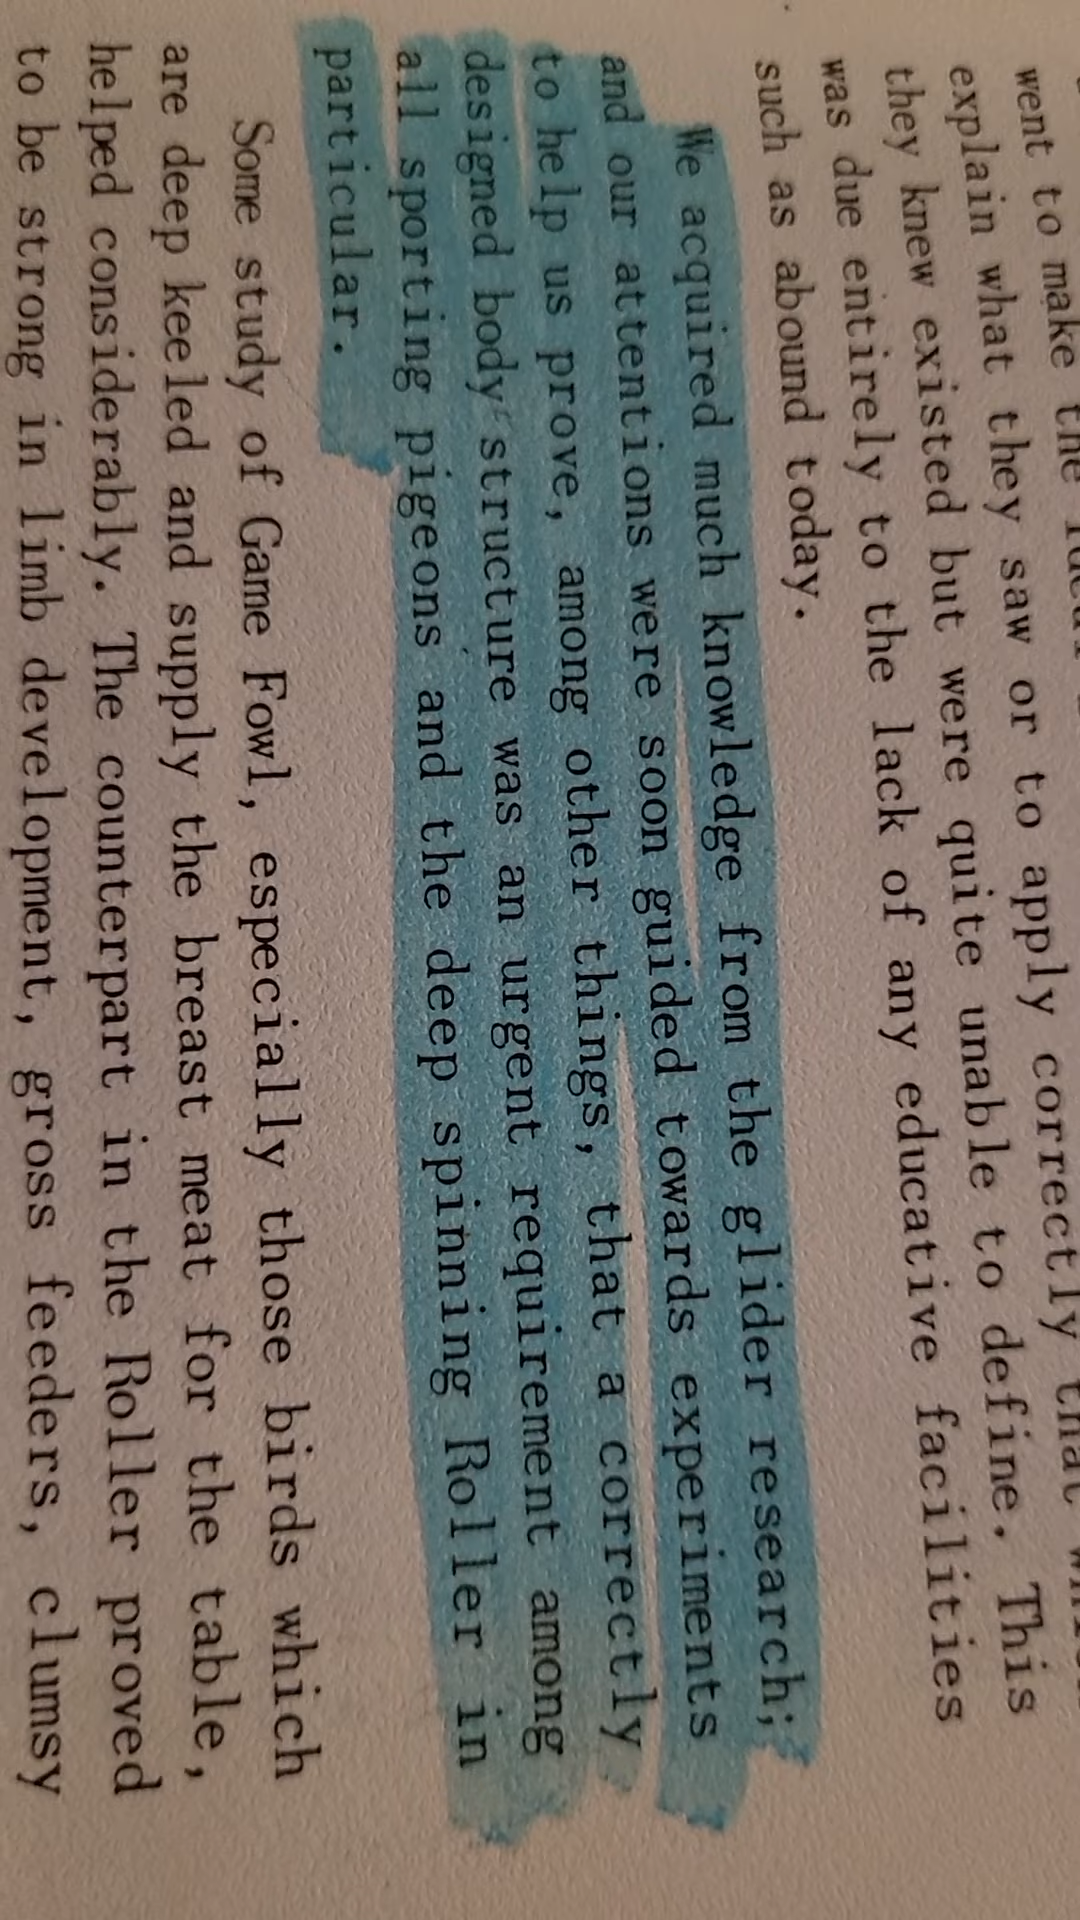 went to make the
explain what they saw or to apply correctly that
they knew existed but were quite unable to define. This
was due entirely to the lack of any educative facilities
such as abound today.
We acquired much knowledge from the glider research;
and our attentions were soon guided towards experiments
to help us prove, among other things, that a correctly
designed body structure was an urgent requirement among
all sporting pigeons and the deep spinning Roller in
particular.
Some study of Game Fowl, especially those birds which
are deep keeled and supply the breast meat for the table,
helped considerably. The counterpart in the Roller proved
to be strong in limb development, gross feeders, clumsy